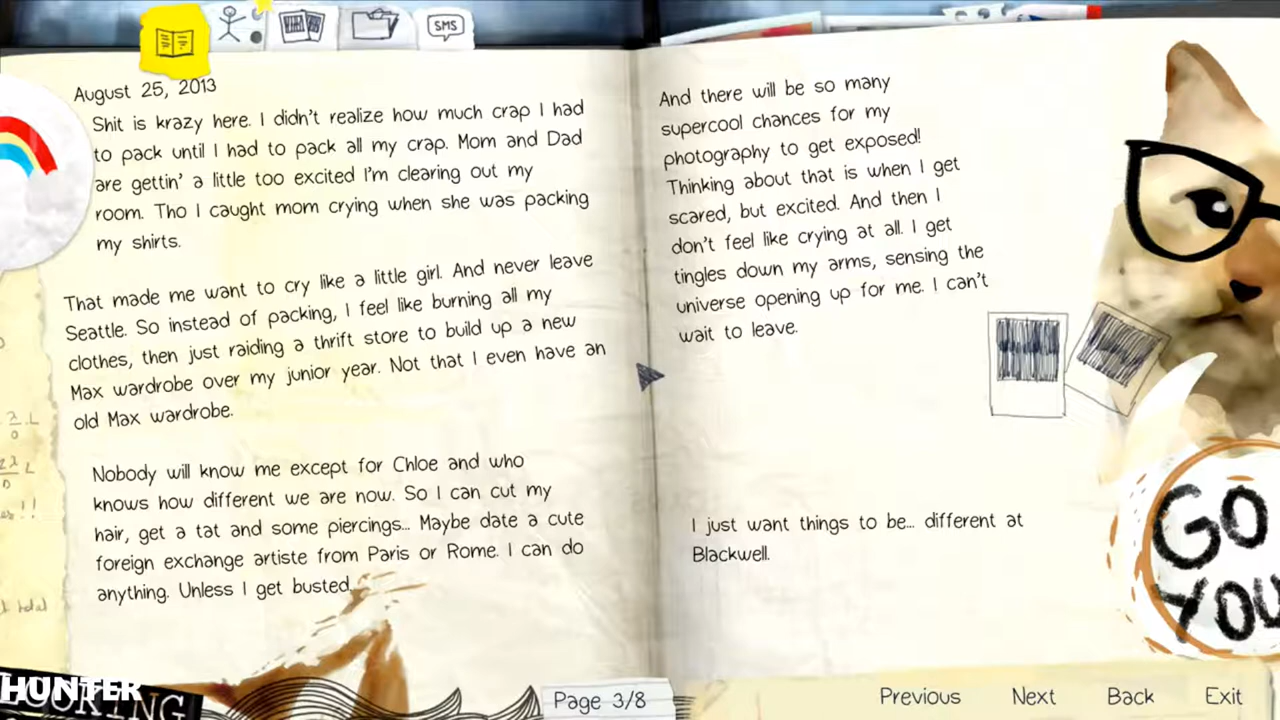 SMS
August 25, 2013
Shit is krazy here. I didn't realize how much crap I had
to pack until I had to pack all my crap. Mom and Dad
are gettin' a little too excited I'm clearing out my
room. Tho I caught mom crying when she was packing
my shirts.
That made me want to cry like a little girl. And never leave
Seattle. So instead of packing, I feel like burning all my
clothes, then just raiding a thrift store to build up a new
Max wardrobe over my junior year. Not that I even have an
old Max wardrobe.
Nobody will know me except for Chloe and who
knows how different we are now. So I can cut my
hair, get a tat and some piercings... Maybe date a cute
foreign exchange artiste from Paris or Rome. I can do
anything. Unless I get busted.
And there will be so many
supercool chances for my
photography to get exposed!
Thinking about that is when I get
scared, but excited. And then I
don't feel like crying at all. I get
tingles down my arms, sensing the
universe opening up for me. I can't
wait to leave.
I just want things to be... different at
Blackwell.
GO
YOU
HUNTER
Page 3/8
Previous
Next
Back
Exit